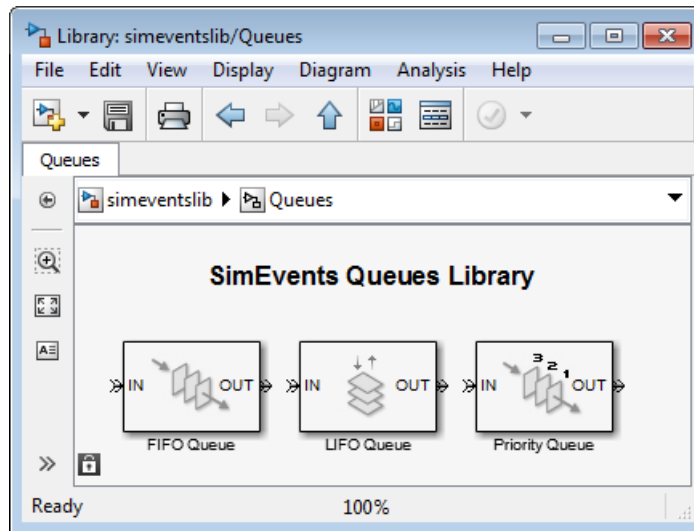 Library: simeventslib/Queues
File Edit View Display Diagram Analysis Help
Queues
simeventslib Queues
SimEvents Queues Library
IN OUT IN OUT 3 2 1 IN OUT
FIFO Queue LIFO Queue Priority Queue
Ready 100%